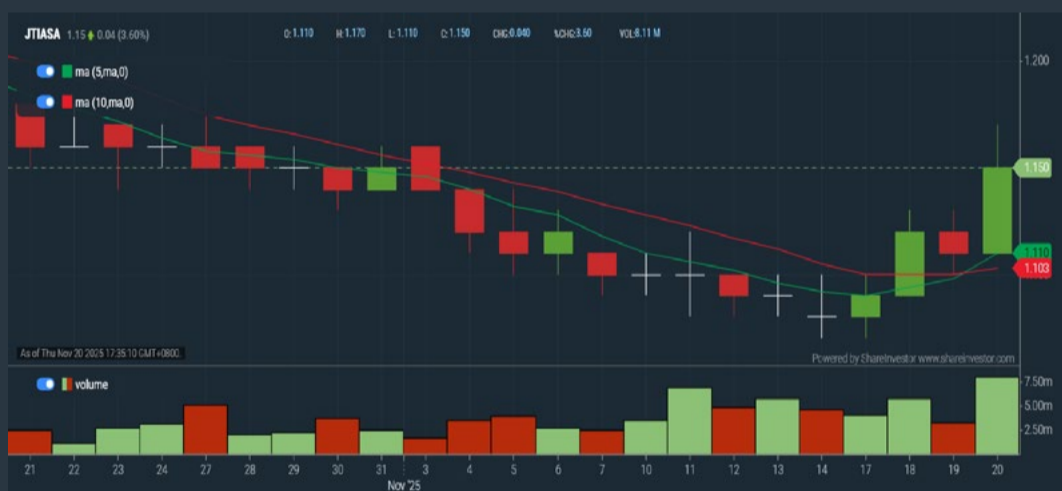 JTIASA 1.15 0.04 (3.60%) O:1.110 H:1.170 L:1.110 C:1.150 CHG:0.040 %CHG:3.60 VOL:8.11 M
1.200
ma (5,ma,0)
ma (10,ma,0)
1.150
1.110
1.103
As of Thu Nov 20 2025 17:35:10 GMT+0800.
Powered by ShareInvestor www.shareinvestor.com
volume
7.50m
5.00m
2.50m
21 22 23 24 27 28 29 30 31 3 4 5 6 7 10 11 12 13 14 17 18 19 20
Nov '25